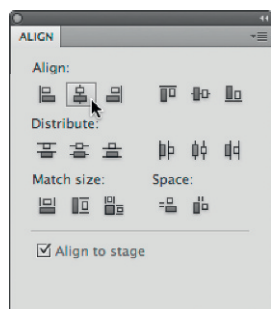 ALIGN
Align:
Distribute:
Match size: Space:
Align to stage